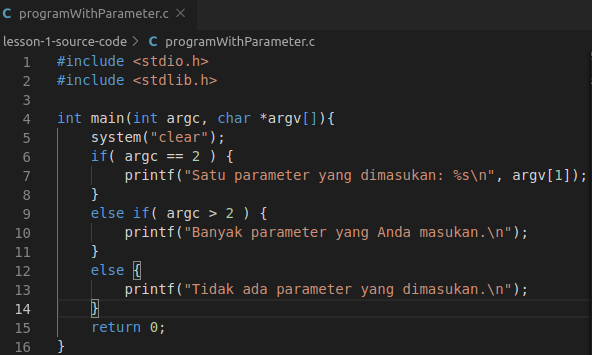 C programWithParameter.c ×
lesson-1-source-code > C programWithParameter.c
1 #include <stdio.h>
2 #include <stdlib.h>
3
4 int main(int argc, char *argv[]){
5     system("clear");
6     if( argc == 2 ) {
7         printf("Satu parameter yang dimasukan: %s\n", argv[1]);
8     }
9     else if( argc > 2 ) {
10         printf("Banyak parameter yang Anda masukan.\n");
11     }
12     else {
13         printf("Tidak ada parameter yang dimasukan.\n");
14     }
15     return 0;
16 }